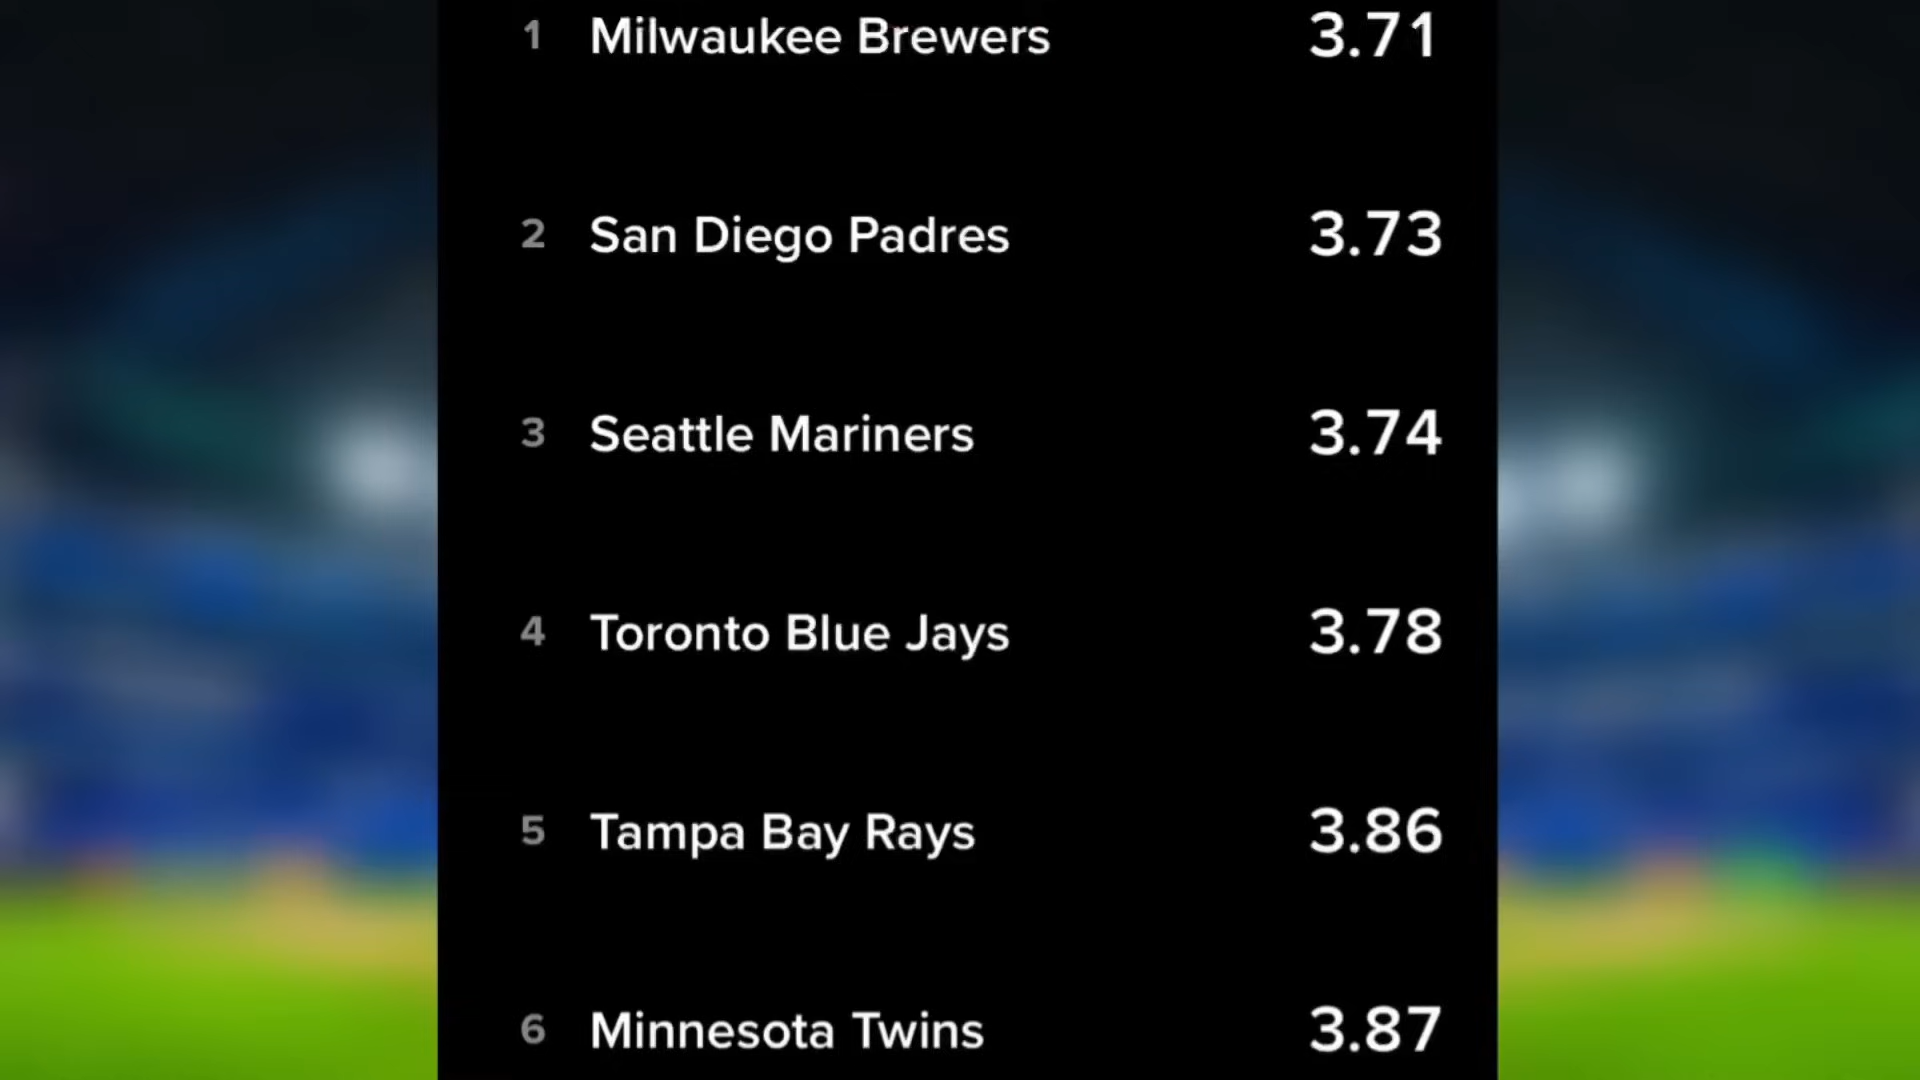 1 Milwaukee Brewers 3.71
2 San Diego Padres 3.73
3 Seattle Mariners 3.74
4 Toronto Blue Jays 3.78
5 Tampa Bay Rays 3.86
6 Minnesota Twins 3.87